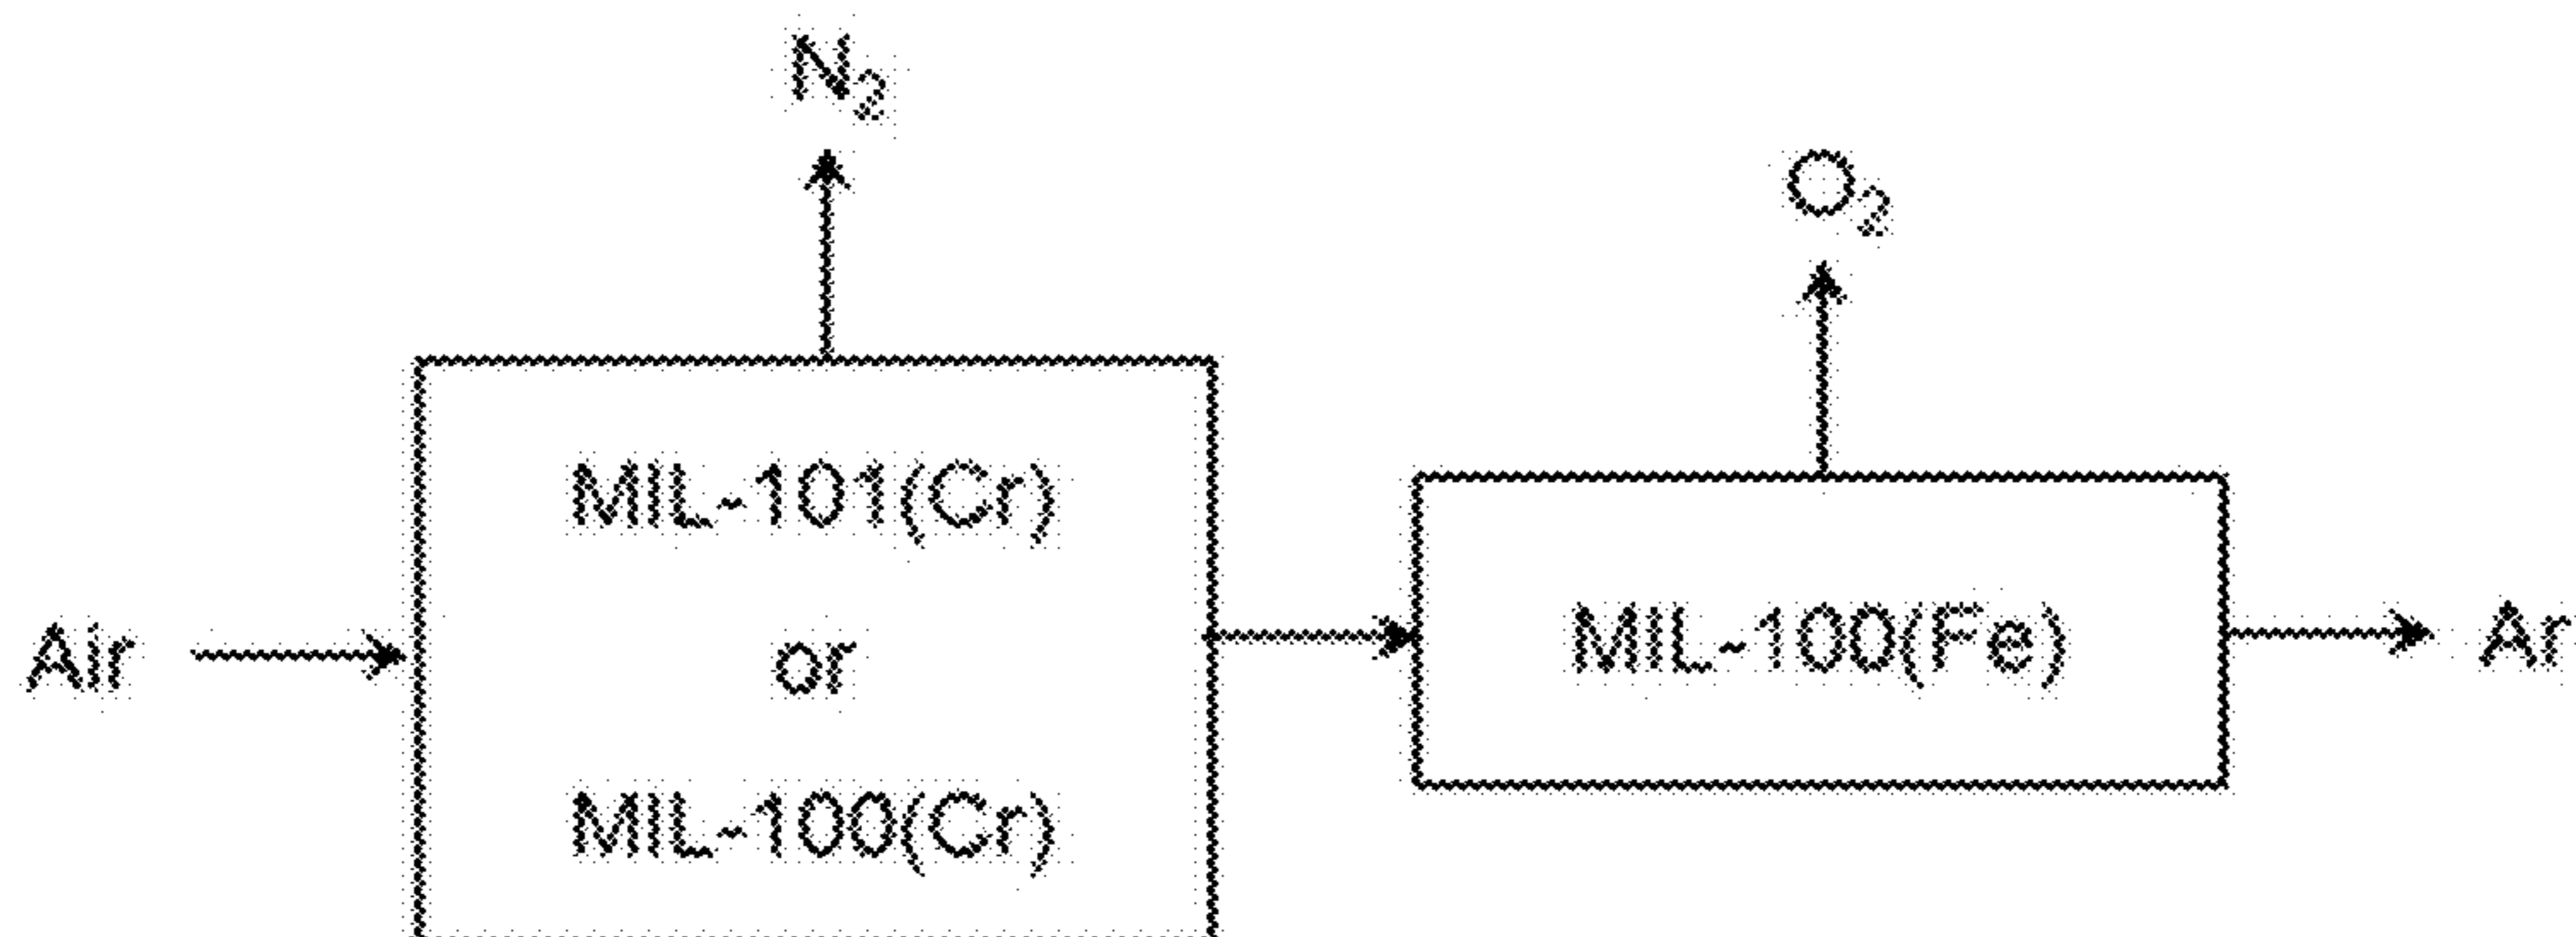 N₂
O₂
MIL-101(Cr)
or
MIL-100(Cr)
Air
MIL-100(Fe)
Ar